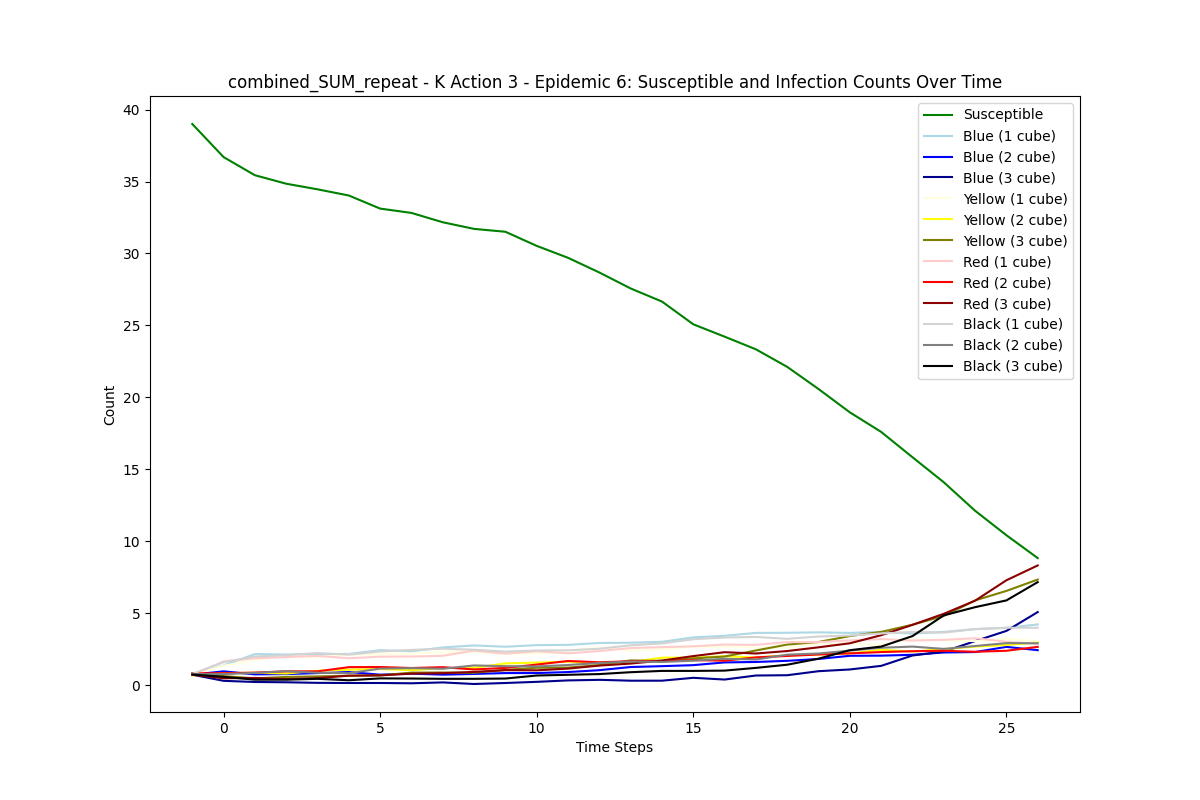 combined_SUM_repeat - K Action 3 - Epidemic 6: Susceptible and Infection Counts Over Time
40
35
30
25
20
15
10
5
0
Count
0 5 10 15 20 25
Time Steps
Susceptible
Blue (1 cube)
Blue (2 cube)
Blue (3 cube)
Yellow (1 cube)
Yellow (2 cube)
Yellow (3 cube)
Red (1 cube)
Red (2 cube)
Red (3 cube)
Black (1 cube)
Black (2 cube)
Black (3 cube)